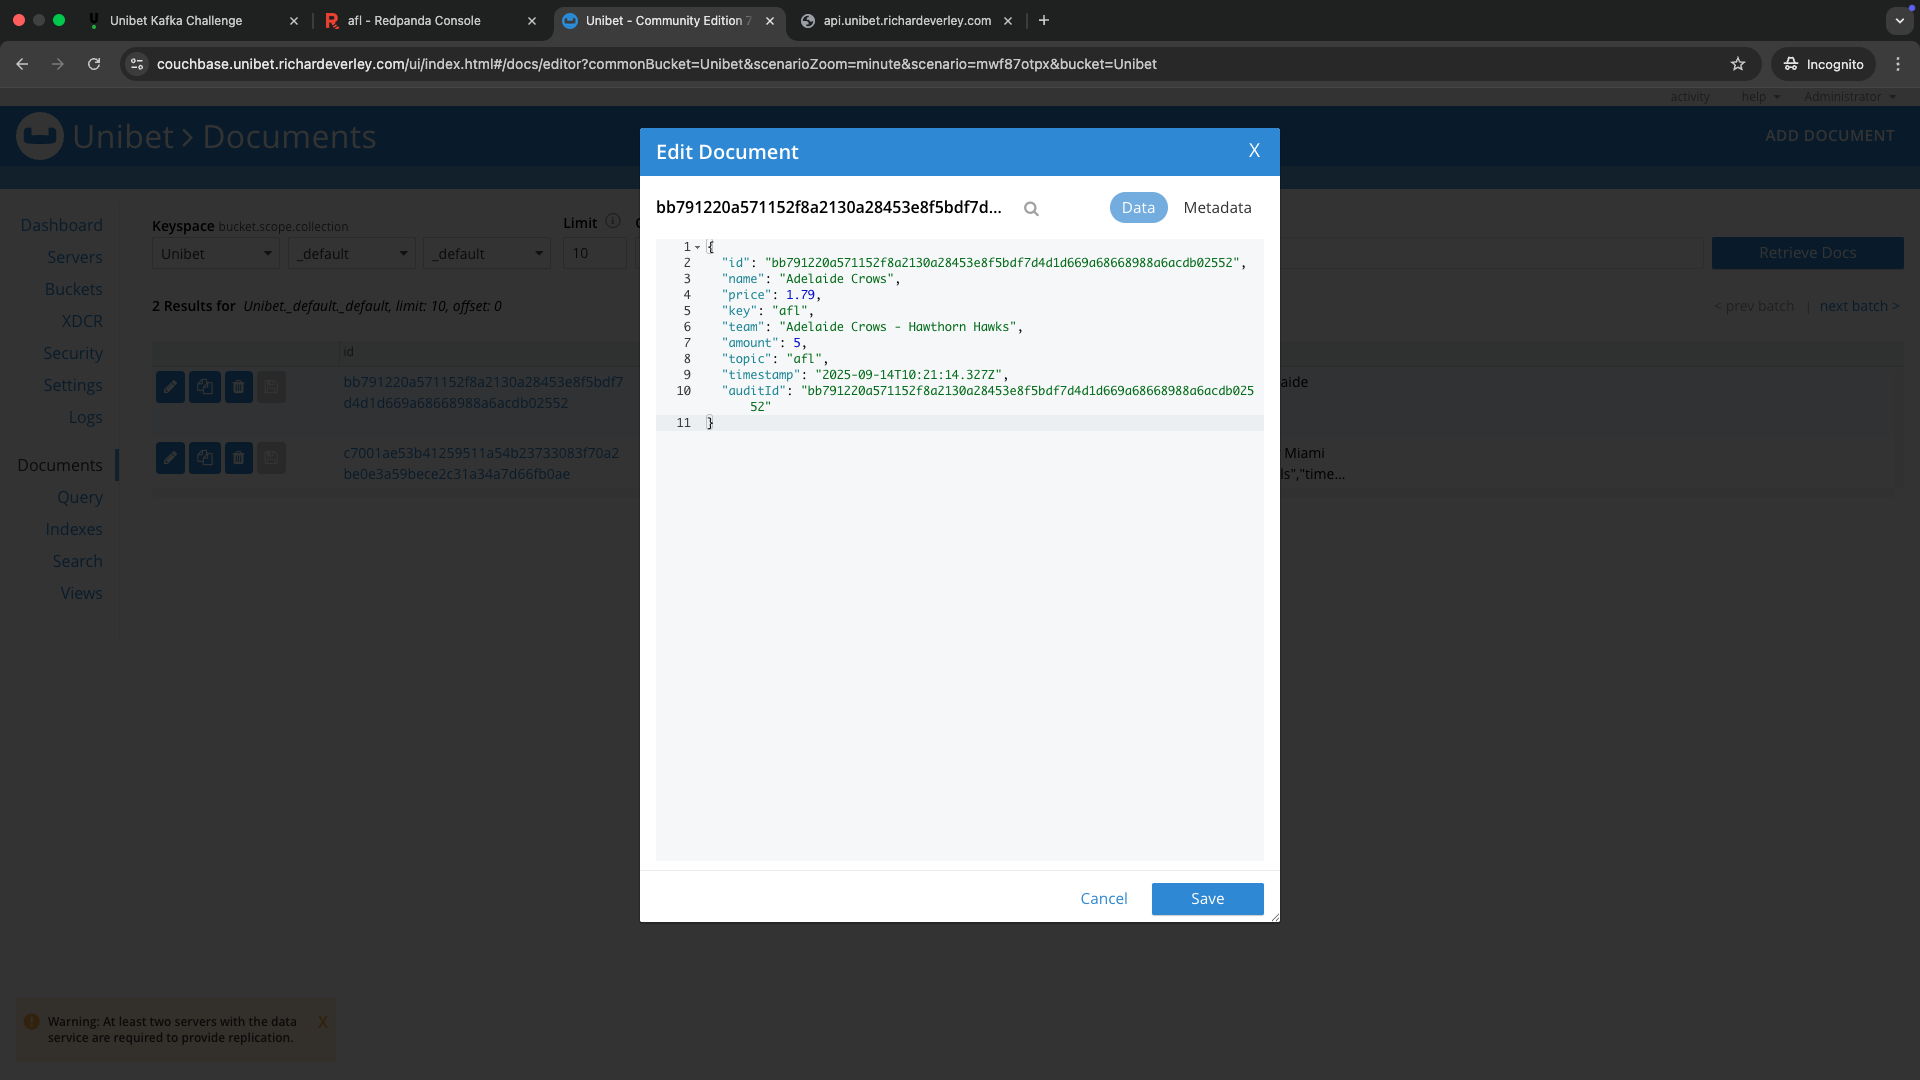 Unibet Kafka Challenge
afl - Redpanda Console
Unibet - Community Edition 7
api.unibet.richardeverley.com
couchbase.unibet.richardeverley.com/ui/index.html#/docs/editor?commonBucket=Unibet&scenarioZoom=minute&scenario=mwf87otpx&bucket=Unibet
Incognito
activity help Administrator
Unibet > Documents
ADD DOCUMENT
Dashboard
Servers
Buckets
XDCR
Security
Settings
Logs
Documents
Query
Indexes
Search
Views
Keyspace bucket.scope.collection
Limit
Unibet _default _default 10
Retrieve Docs
2 Results for Unibet._default._default, limit: 10, offset: 0
< prev batch | next batch >
id
bb791220a571152f8a2130a28453e8f5bdf7
d4d1d669a68668988a6acdb02552
aide
c7001ae53b41259511a54b23733083f70a2
be0e3a59bece2c31a34a7d66fb0ae
Miami
ls","time...
Edit Document X
bb791220a571152f8a2130a28453e8f5bdf7d...
Data Metadata
1 {
2 "id": "bb791220a571152f8a2130a28453e8f5bdf7d4d1d669a68668988a6acdb02552",
3 "name": "Adelaide Crows",
4 "price": 1.79,
5 "key": "afl",
6 "team": "Adelaide Crows - Hawthorn Hawks",
7 "amount": 5,
8 "topic": "afl",
9 "timestamp": "2025-09-14T10:21:14.327Z",
10 "auditId": "bb791220a571152f8a2130a28453e8f5bdf7d4d1d669a68668988a6acdb025
52"
11 }
Cancel Save
Warning: At least two servers with the data X
service are required to provide replication.